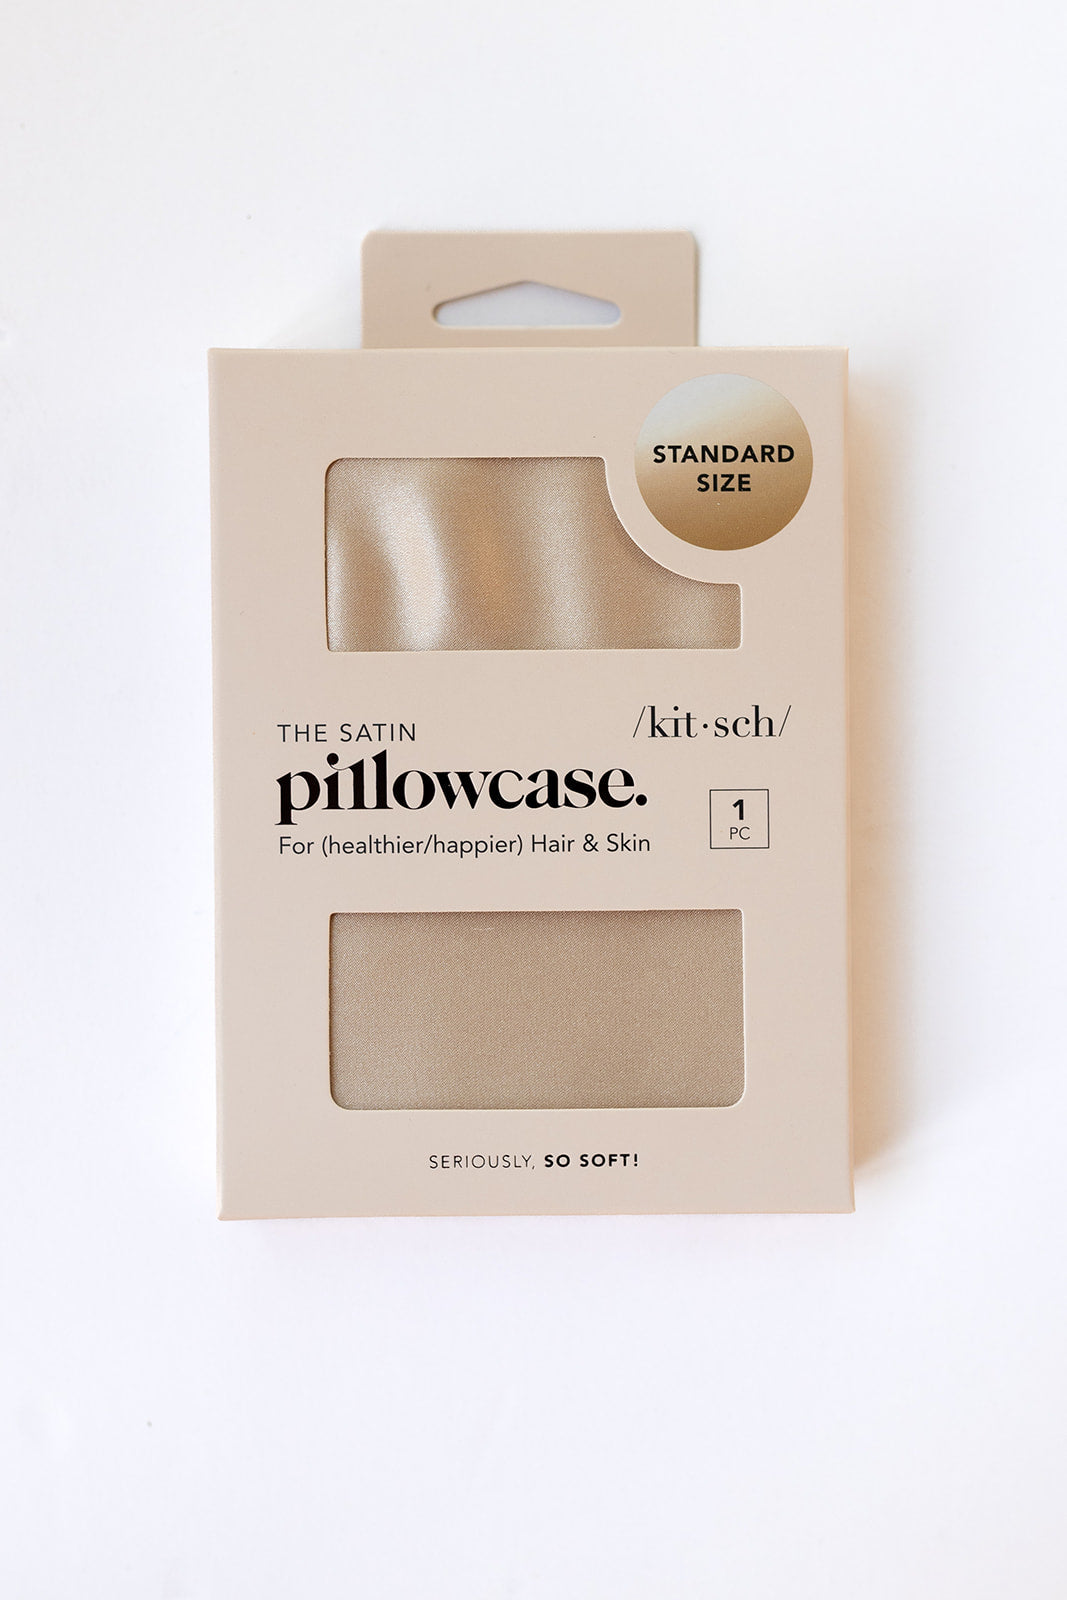 STANDARD
SIZE
THE SATIN
/kit·sch/
pillowcase.
For (healthier/happier) Hair & Skin
1
PC
SERIOUSLY, SO SOFT!